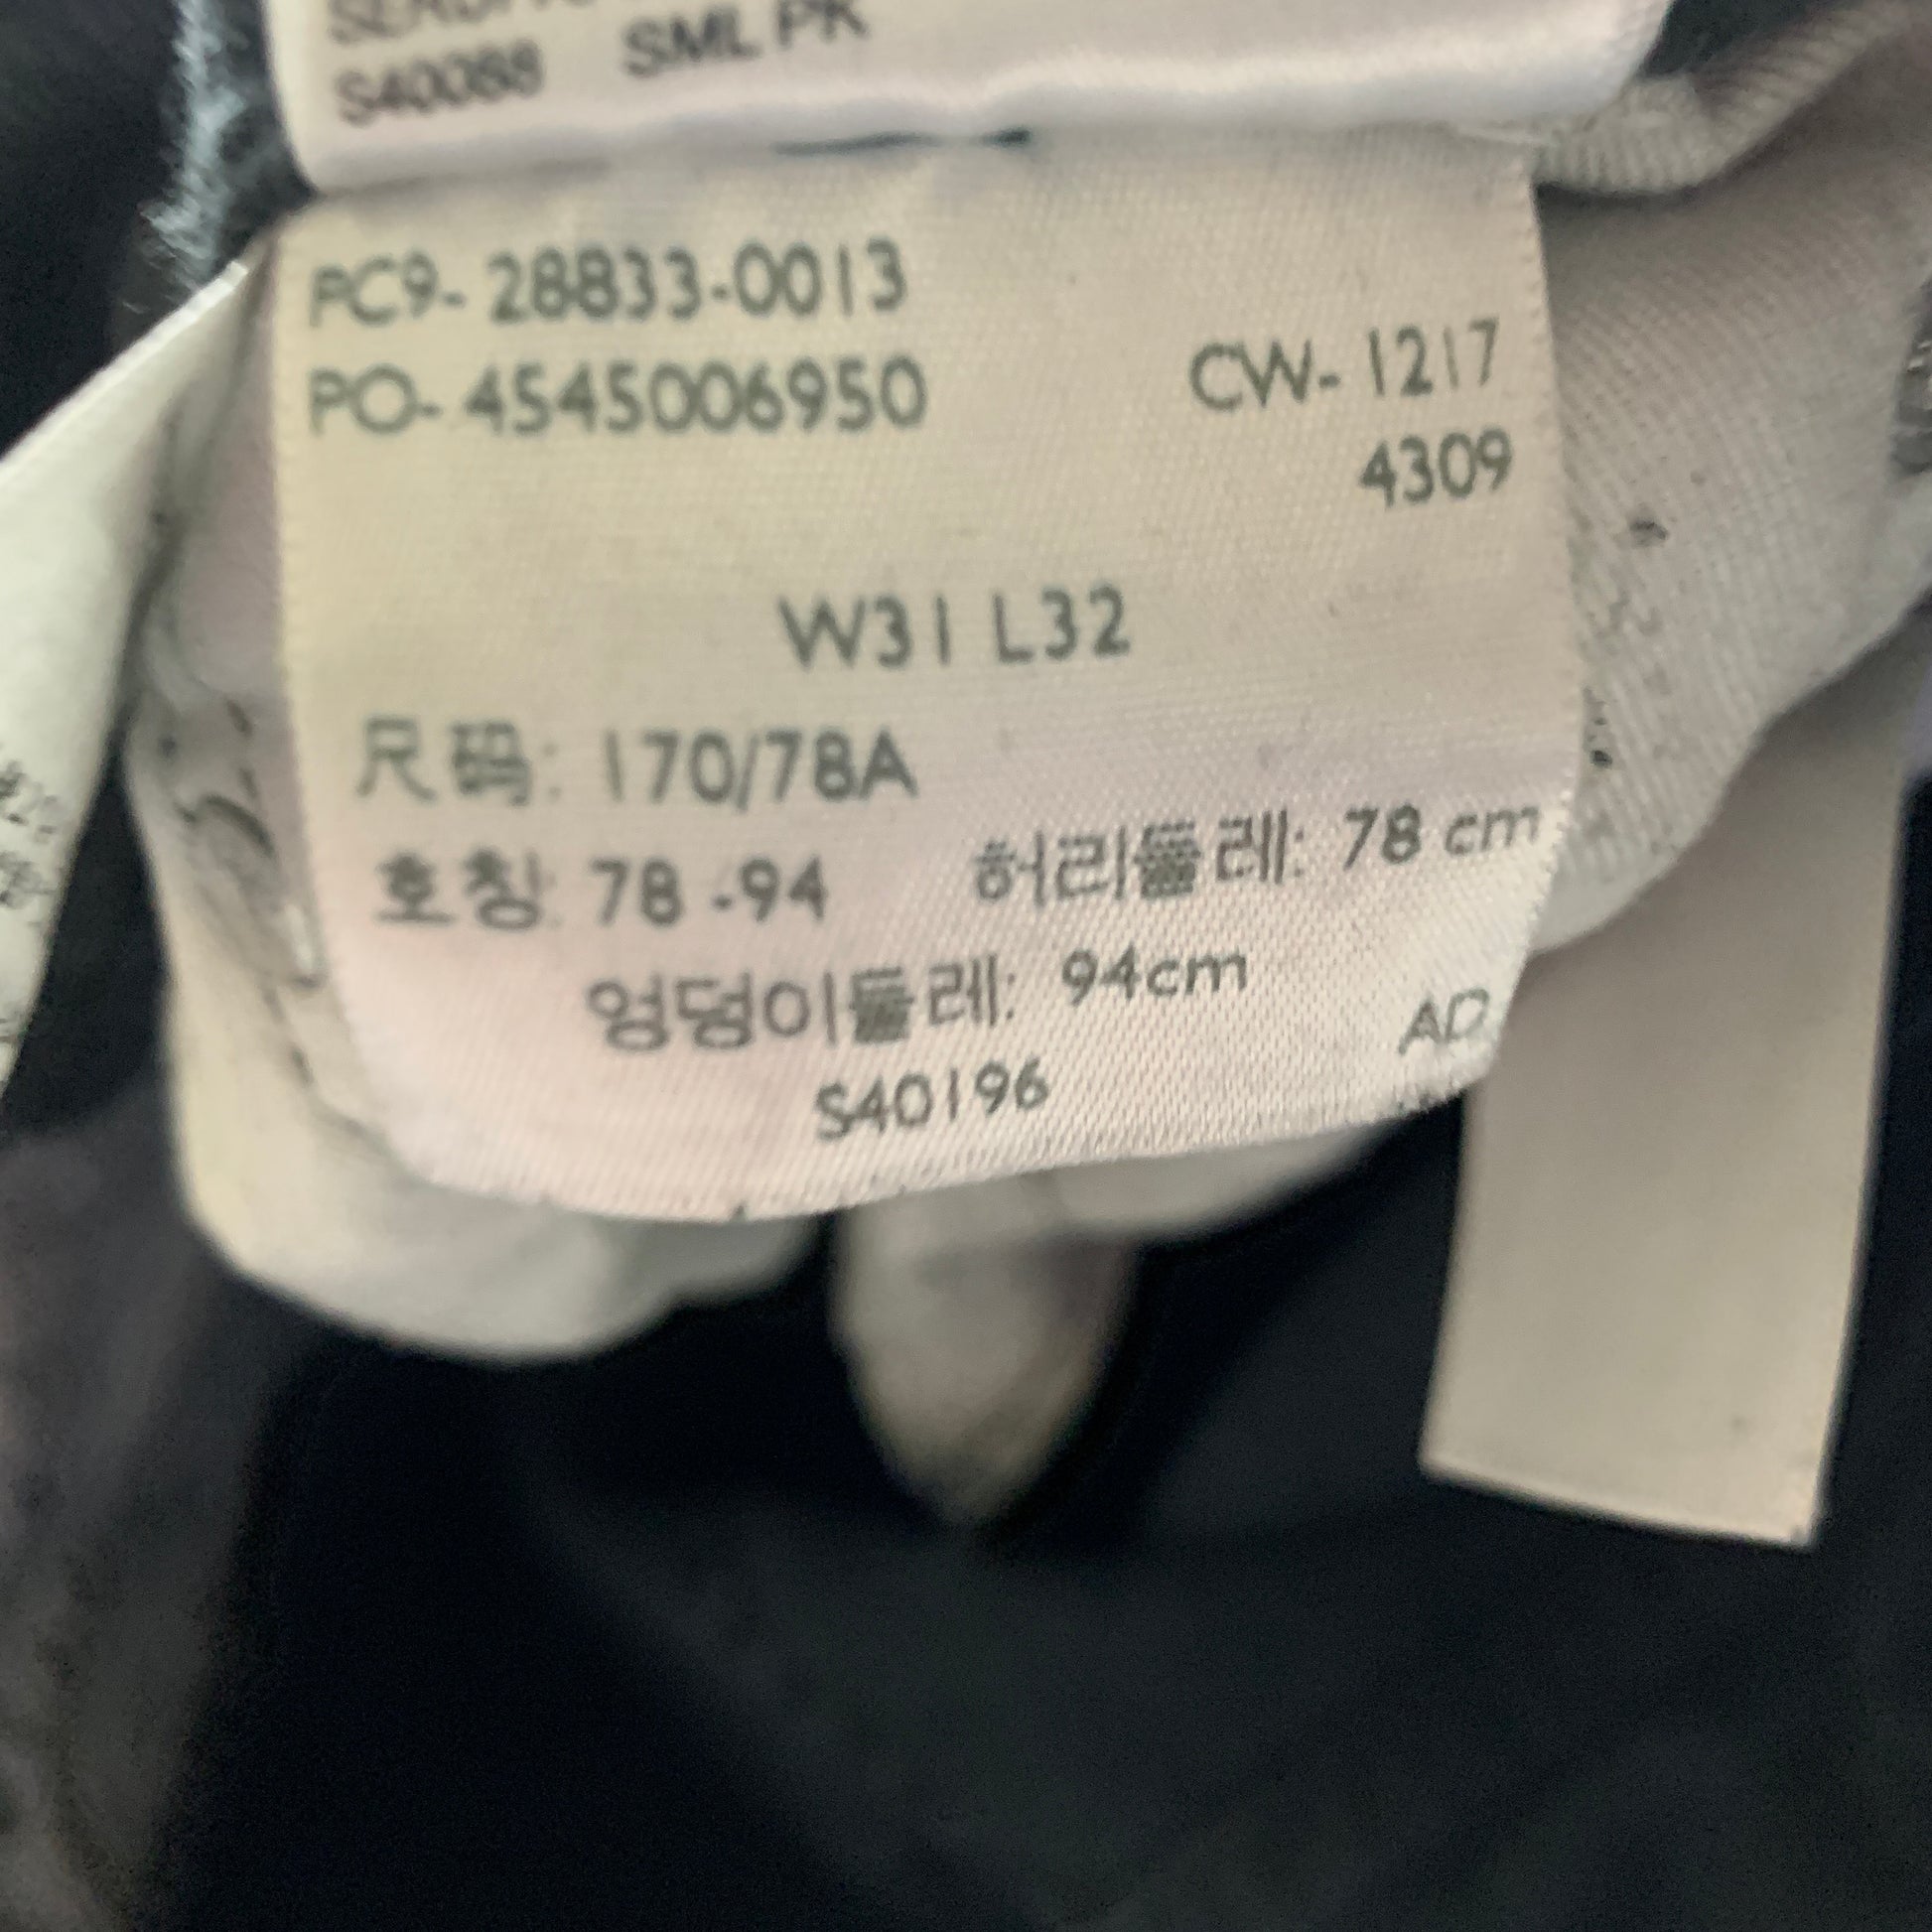 S40088 SML PK
PC9- 28833-0013
PO- 4545006950 CW- 1217
4309
W31 L32
尺码: 170/78A
호칭: 78 -94 허리둘레: 78 cm
엉덩이둘레: 94cm
AD
S40196